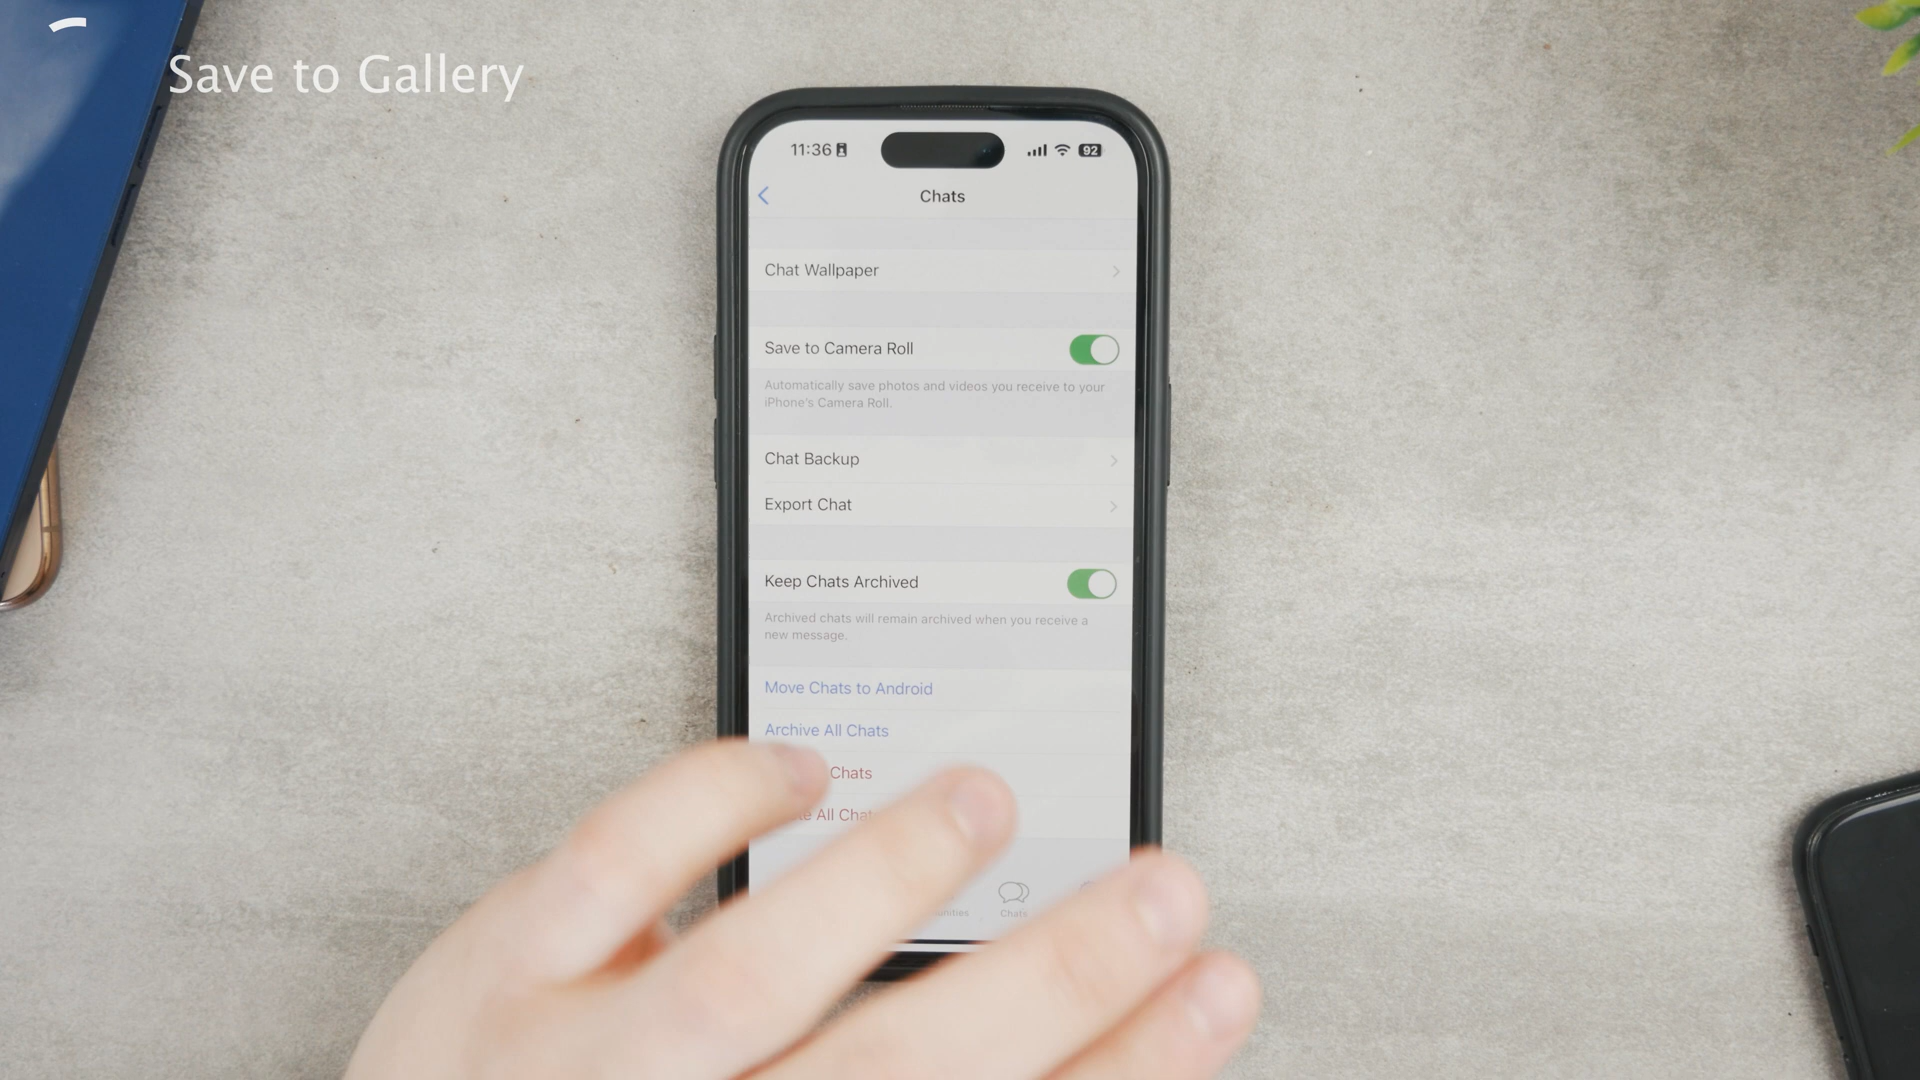 Save to Gallery
11:36
92
Chats
Chat Wallpaper
Save to Camera Roll
Automatically save photos and videos you receive to your
iPhone's Camera Roll.
Chat Backup
Export Chat
Keep Chats Archived
Archived chats will remain archived when you receive a
new message.
Move Chats to Android
Archive All Chats
Chats
All Chats
Chats